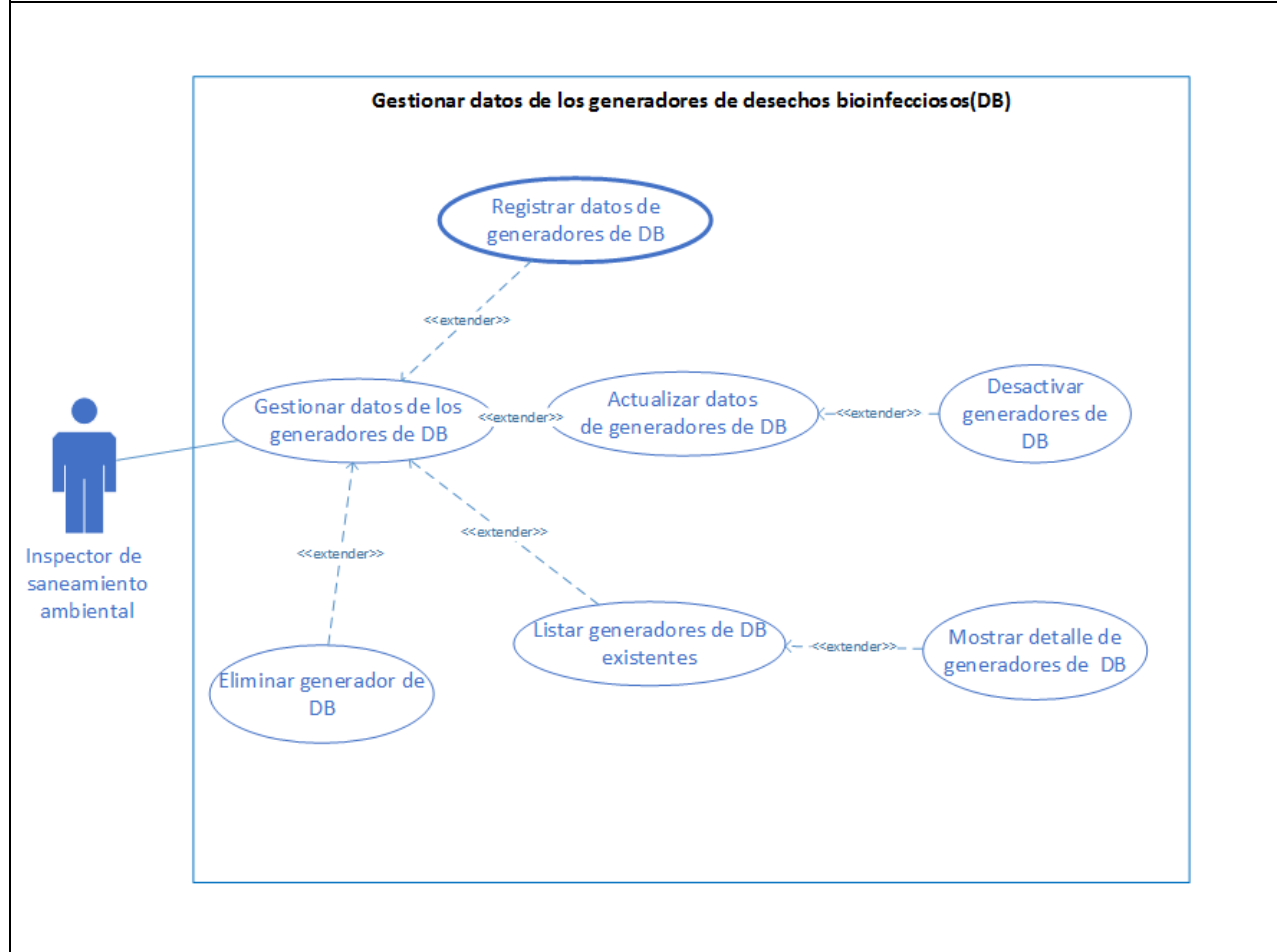 Gestionar datos de los generadores de desechos bioinfecciosos(DB)
Registrar datos de
generadores de DB
<<extender>>
Gestionar datos de los
generadores de DB
<<extender>>
Actualizar datos
de generadores de DB
<<extender>>
Desactivar
generadores de
DB
<<extender>>
<<extender>>
Inspector de
saneamiento
ambiental
Listar generadores de DB
existentes
<<extender>>
Mostrar detalle de
generadores de DB
Eliminar generador de
DB